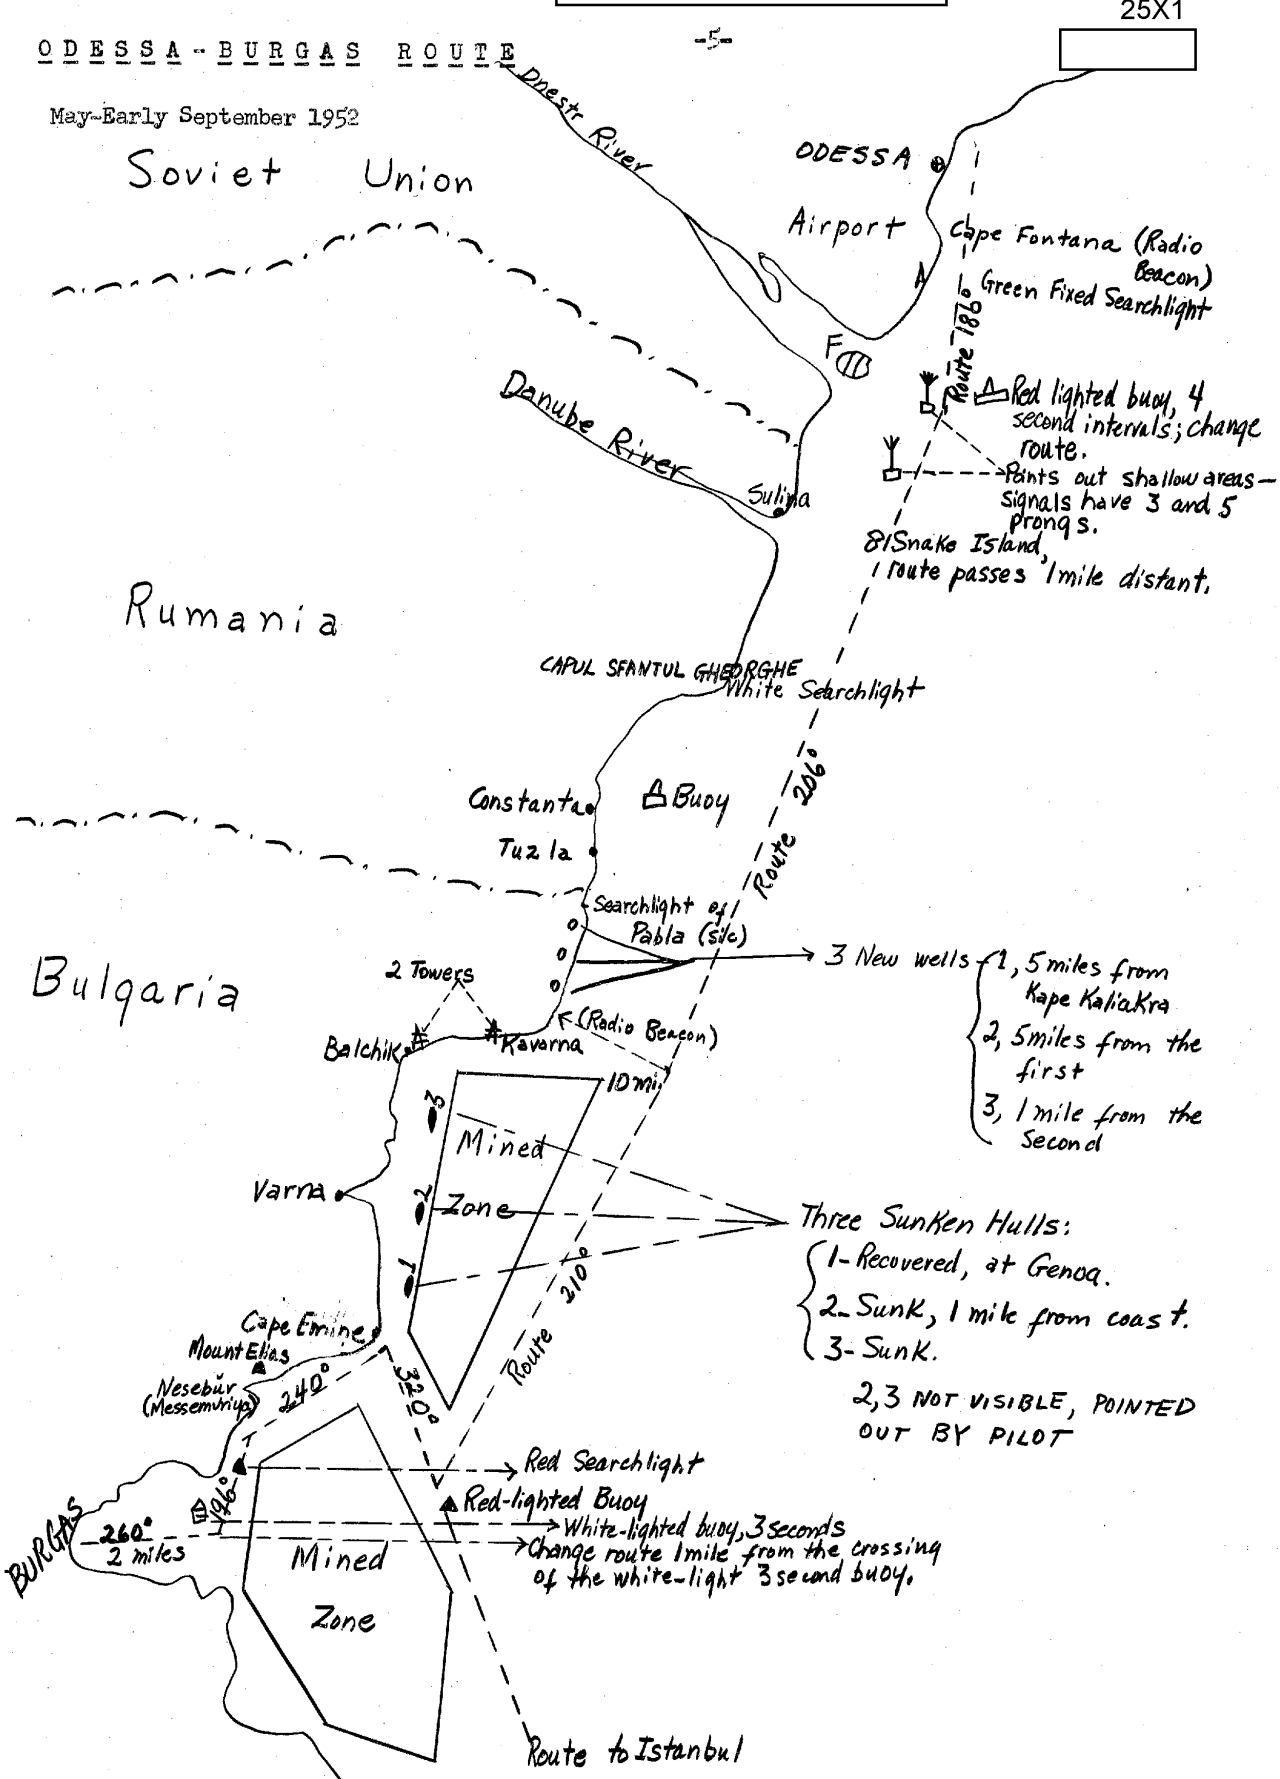 25X1
-5-
ODESSA-BURGAS ROUTE
May-Early September 1952
Dnestr River
Soviet Union
ODESSA
Airport
Cape Fontana (Radio
Beacon)
Green Fixed Searchlight
Route 186°
F
Red lighted buoy, 4
second intervals; change
route.
Points out shallow areas—
signals have 3 and 5
prongs.
Danube River
Sulina
Snake Island,
route passes 1 mile distant.
Rumania
CAPUL SFANTUL GHEORGHE
White Searchlight
Route 206°
Constanta
Buoy
Tuzla
Searchlight of
Pabla (sic)
Bulgaria
2 Towers
3 New wells
1, 5 miles from
Kape Kaliakra
2, 5 miles from the
first
3, 1 mile from the
Second
(Radio Beacon)
Balchik
Kavarna
10 mi.
3
Mined
Zone
Varna
2
1
Three Sunken Hulls:
1- Recovered, at Genoa.
2- Sunk, 1 mile from coast.
3- Sunk.
2,3 NOT VISIBLE, POINTED
OUT BY PILOT
Route 210°
Cape Emine
Mount Elias
Nesebŭr
(Messemvriya)
240°
320°
Red Searchlight
196°
Red-lighted Buoy
White-lighted buoy, 3 seconds
Change route 1 mile from the crossing
of the white-light 3 second buoy.
BURGAS
260°
2 miles
Mined
Zone
Route to Istanbul